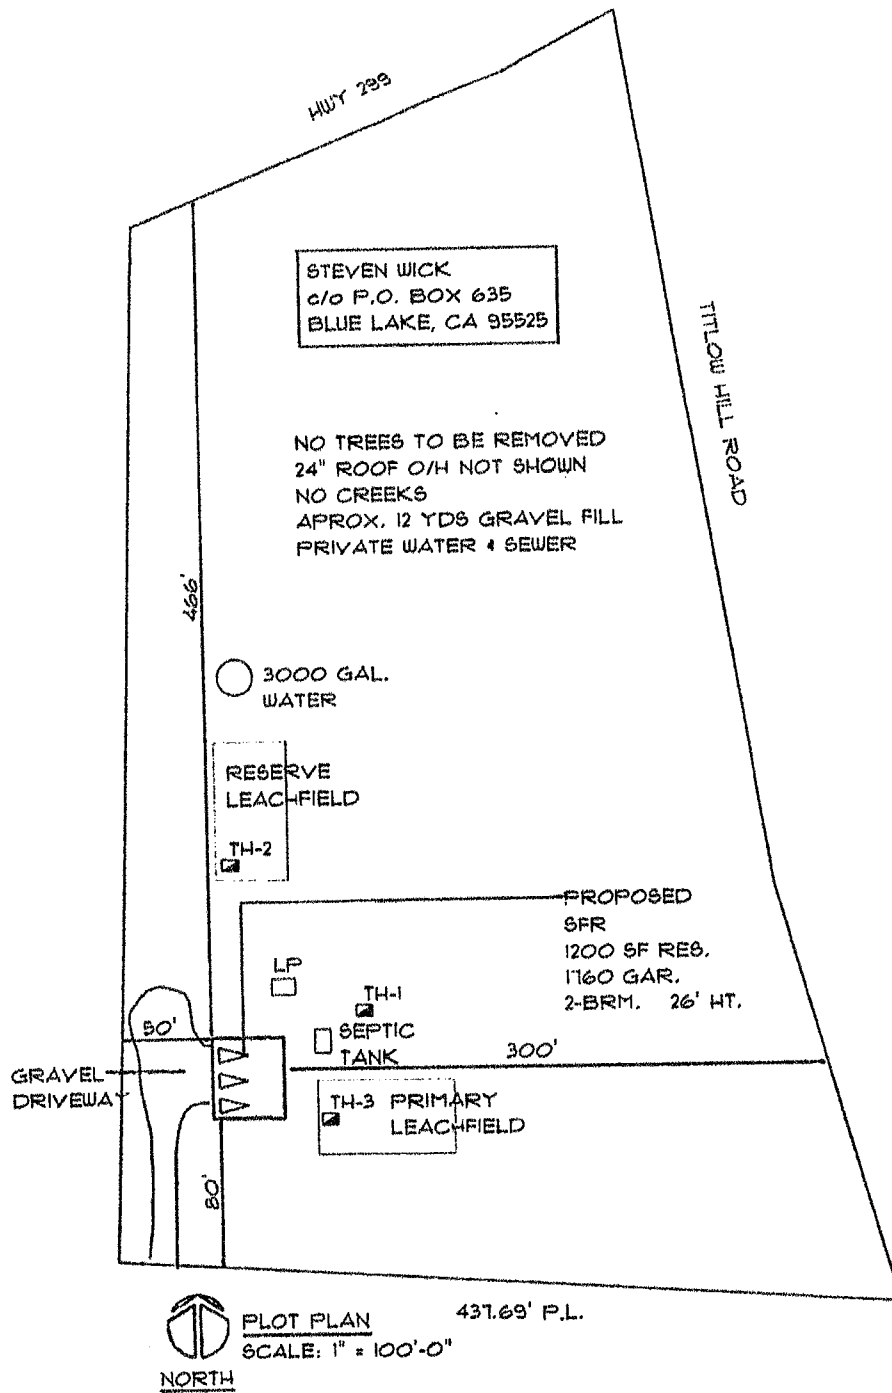 HWY 299
STEVEN WICK
c/o P.O. BOX 635
BLUE LAKE, CA 95525
TITLOW HILL ROAD
NO TREES TO BE REMOVED
24" ROOF O/H NOT SHOWN
NO CREEKS
APROX. 12 YDS GRAVEL FILL
PRIVATE WATER & SEWER
466'
3000 GAL.
WATER
RESERVE
LEACHFIELD
TH-2
PROPOSED
SFR
1200 SF RES.
1760 GAR.
2-BRM. 26' HT.
LP
TH-1
SEPTIC
TANK
50'
300'
GRAVEL
DRIVEWAY
TH-3 PRIMARY
LEACHFIELD
80'
437.69' P.L.
PLOT PLAN
SCALE: 1" = 100'-0"
NORTH